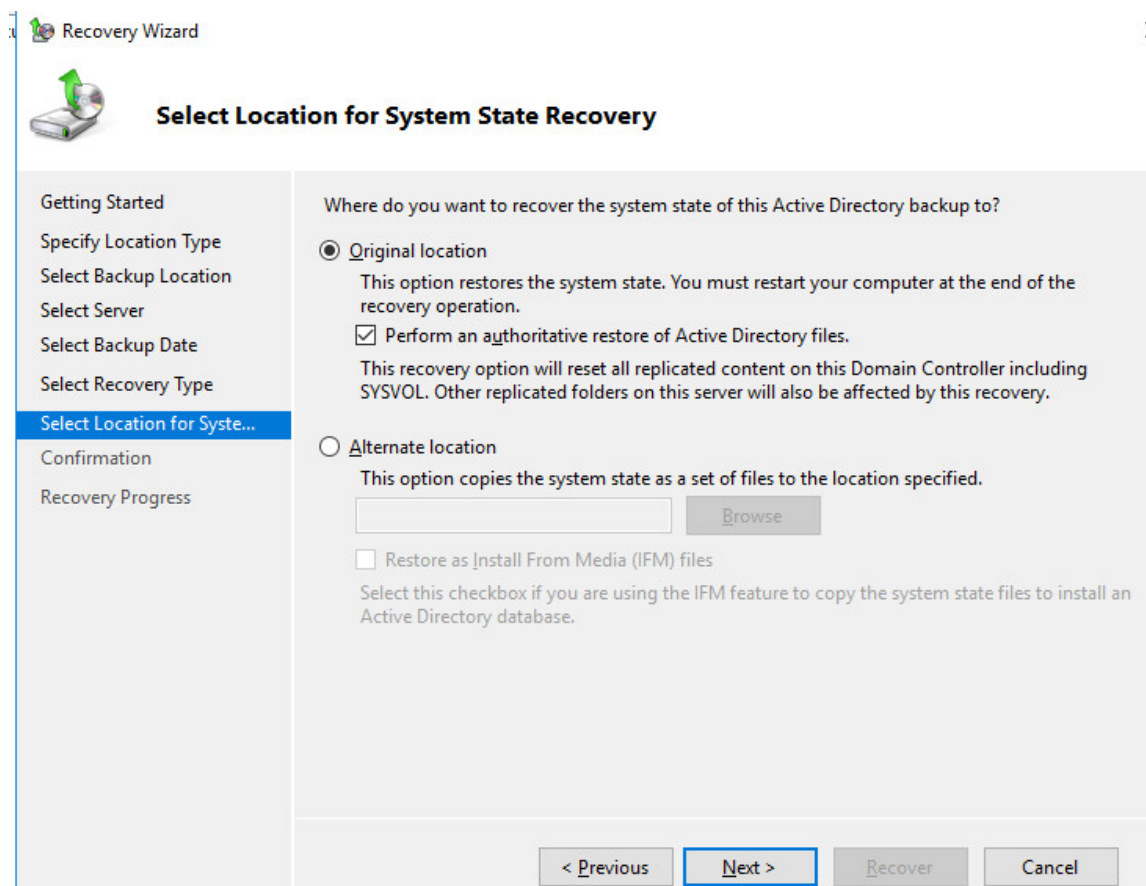 Recovery Wizard
Select Location for System State Recovery
Getting Started
Specify Location Type
Select Backup Location
Select Server
Select Backup Date
Select Recovery Type
Select Location for Syste...
Confirmation
Recovery Progress
Where do you want to recover the system state of this Active Directory backup to?
Original location
This option restores the system state. You must restart your computer at the end of the
recovery operation.
Perform an authoritative restore of Active Directory files.
This recovery option will reset all replicated content on this Domain Controller including
SYSVOL. Other replicated folders on this server will also be affected by this recovery.
Alternate location
This option copies the system state as a set of files to the location specified.
Browse
Restore as Install From Media (IFM) files
Select this checkbox if you are using the IFM feature to copy the system state files to install an
Active Directory database.
< Previous
Next >
Recover
Cancel